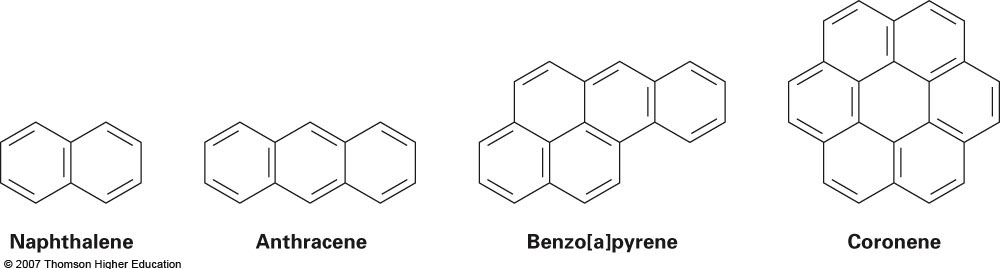 Naphthalene
Anthracene
Benzo[a]pyrene
Coronene
© 2007 Thomson Higher Education